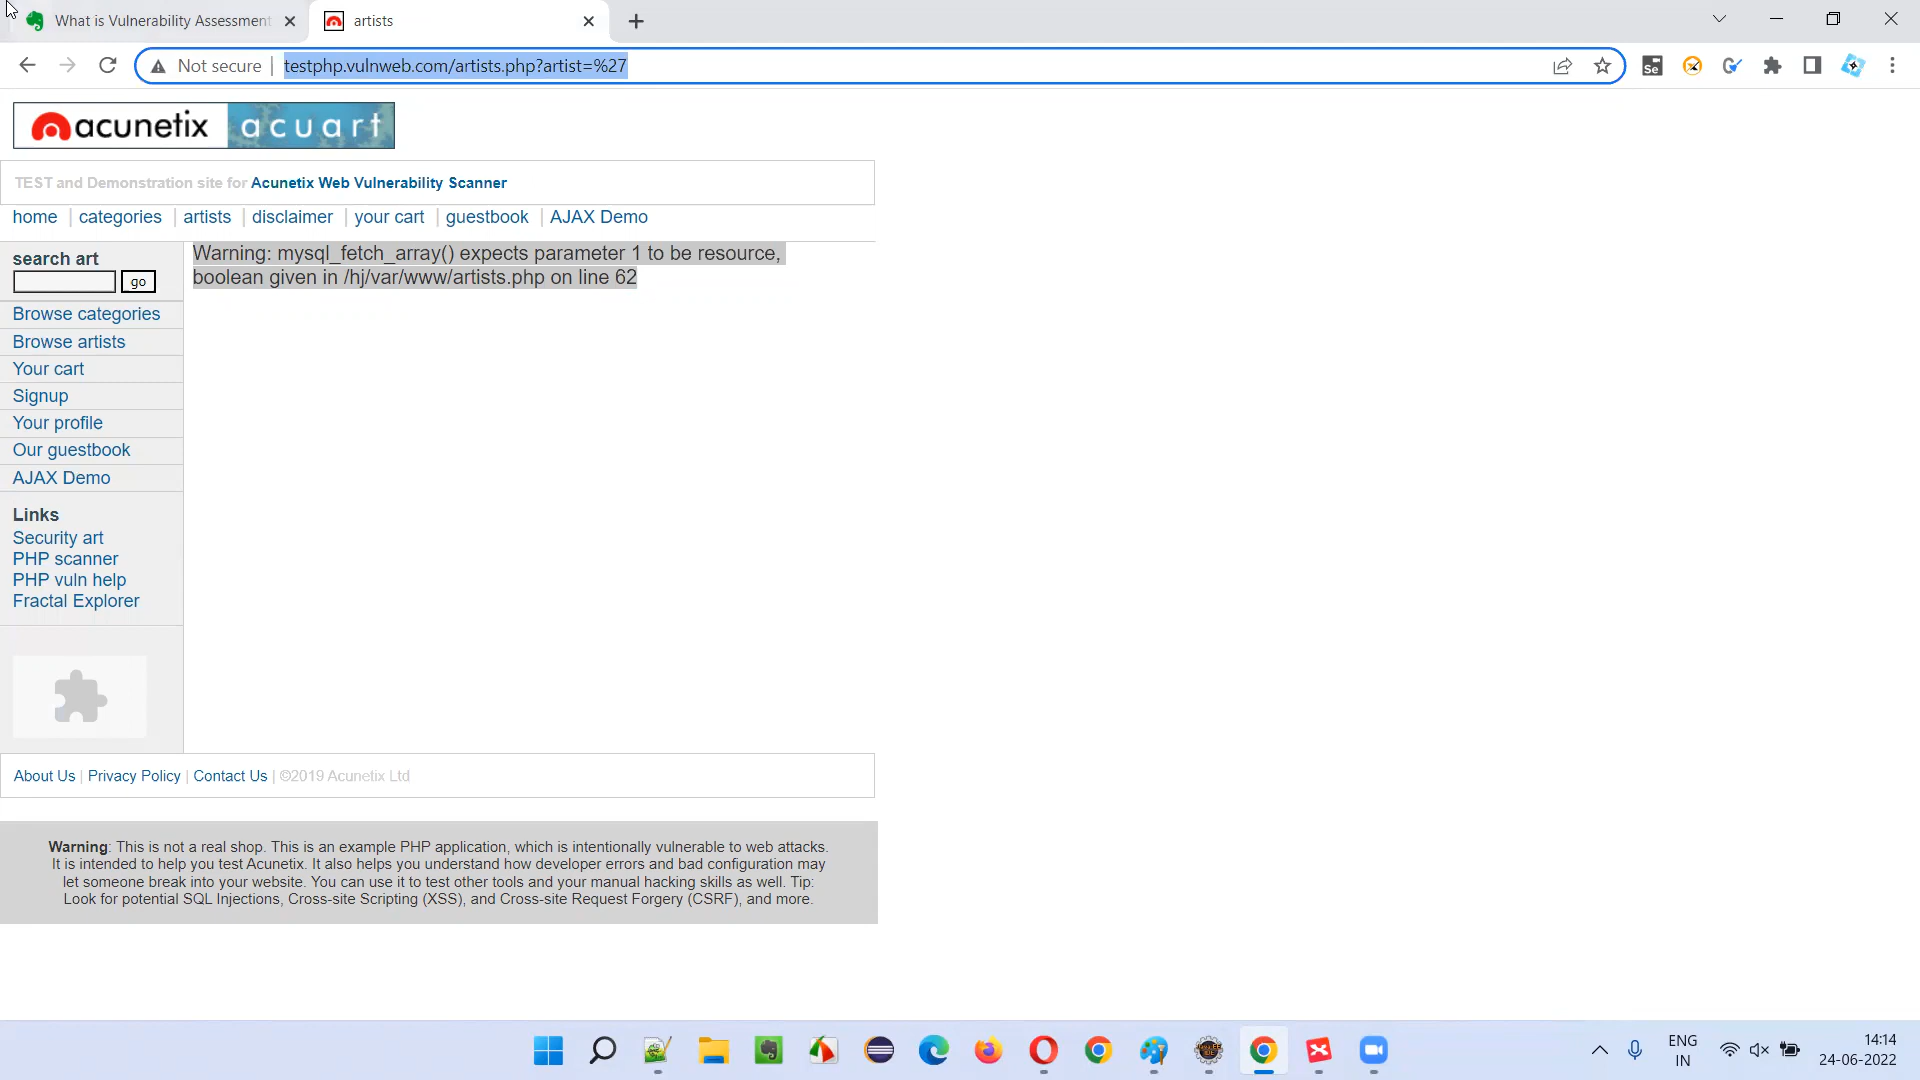 What is Vulnerability Assessment
artists
Not secure
testphp.vulnweb.com/artists.php?artist=%27
Se
acunetix
acuart
TEST and Demonstration site for Acunetix Web Vulnerability Scanner
home | categories | artists | disclaimer | your cart | guestbook | AJAX Demo
search art
go
Browse categories
Browse artists
Your cart
Signup
Your profile
Our guestbook
AJAX Demo
Links
Security art
PHP scanner
PHP vuln help
Fractal Explorer
Warning: mysql_fetch_array() expects parameter 1 to be resource,
boolean given in /hj/var/www/artists.php on line 62
About Us | Privacy Policy | Contact Us | ©2019 Acunetix Ltd
Warning: This is not a real shop. This is an example PHP application, which is intentionally vulnerable to web attacks.
It is intended to help you test Acunetix. It also helps you understand how developer errors and bad configuration may
let someone break into your website. You can use it to test other tools and your manual hacking skills as well. Tip:
Look for potential SQL Injections, Cross-site Scripting (XSS), and Cross-site Request Forgery (CSRF), and more.
ENG
IN
14:14
24-06-2022